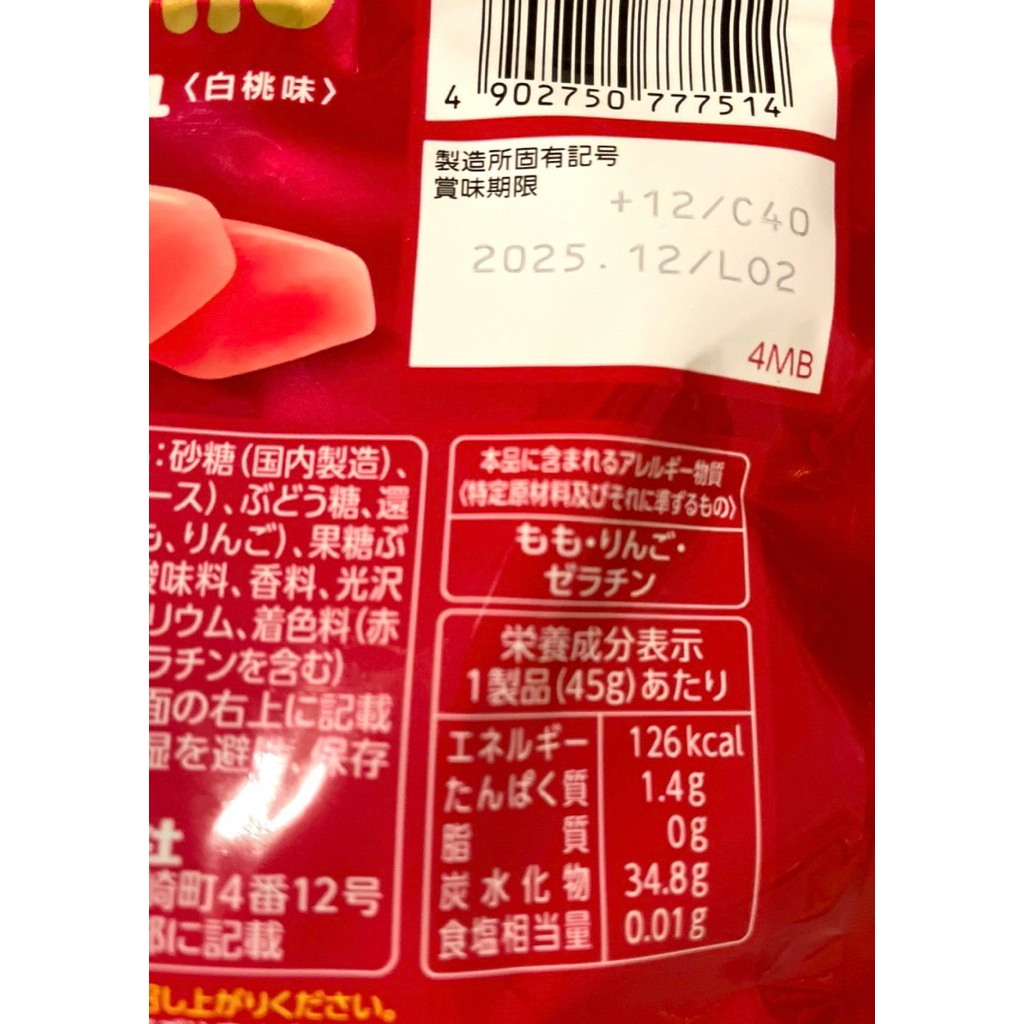 〈白桃味〉
4 902750 777514
製造所固有記号
賞味期限
+12/C40
2025.12/L02
4MB
:砂糖(国内製造)、
ース)、ぶどう糖、還
も、りんご)、果糖ぶ
酸味料、香料、光沢
リウム、着色料(赤
ラチンを含む)
面の右上に記載
湿を避け、保存
社
崎町4番12号
部に記載
召し上がりください。
本品に含まれるアレルギー物質
〈特定原材料及びそれに準ずるもの〉
もも・りんご・
ゼラチン
栄養成分表示
1製品(45g)あたり
エネルギー 126kcal
たんぱく質 1.4g
脂質 0g
炭水化物 34.8g
食塩相当量 0.01g